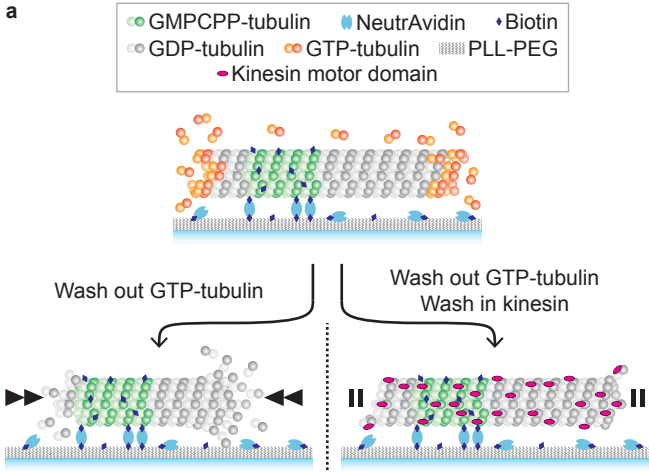 a
GMPCPP-tubulin NeutrAvidin Biotin
GDP-tubulin GTP-tubulin PLL-PEG
Kinesin motor domain
Wash out GTP-tubulin
Wash out GTP-tubulin
Wash in kinesin